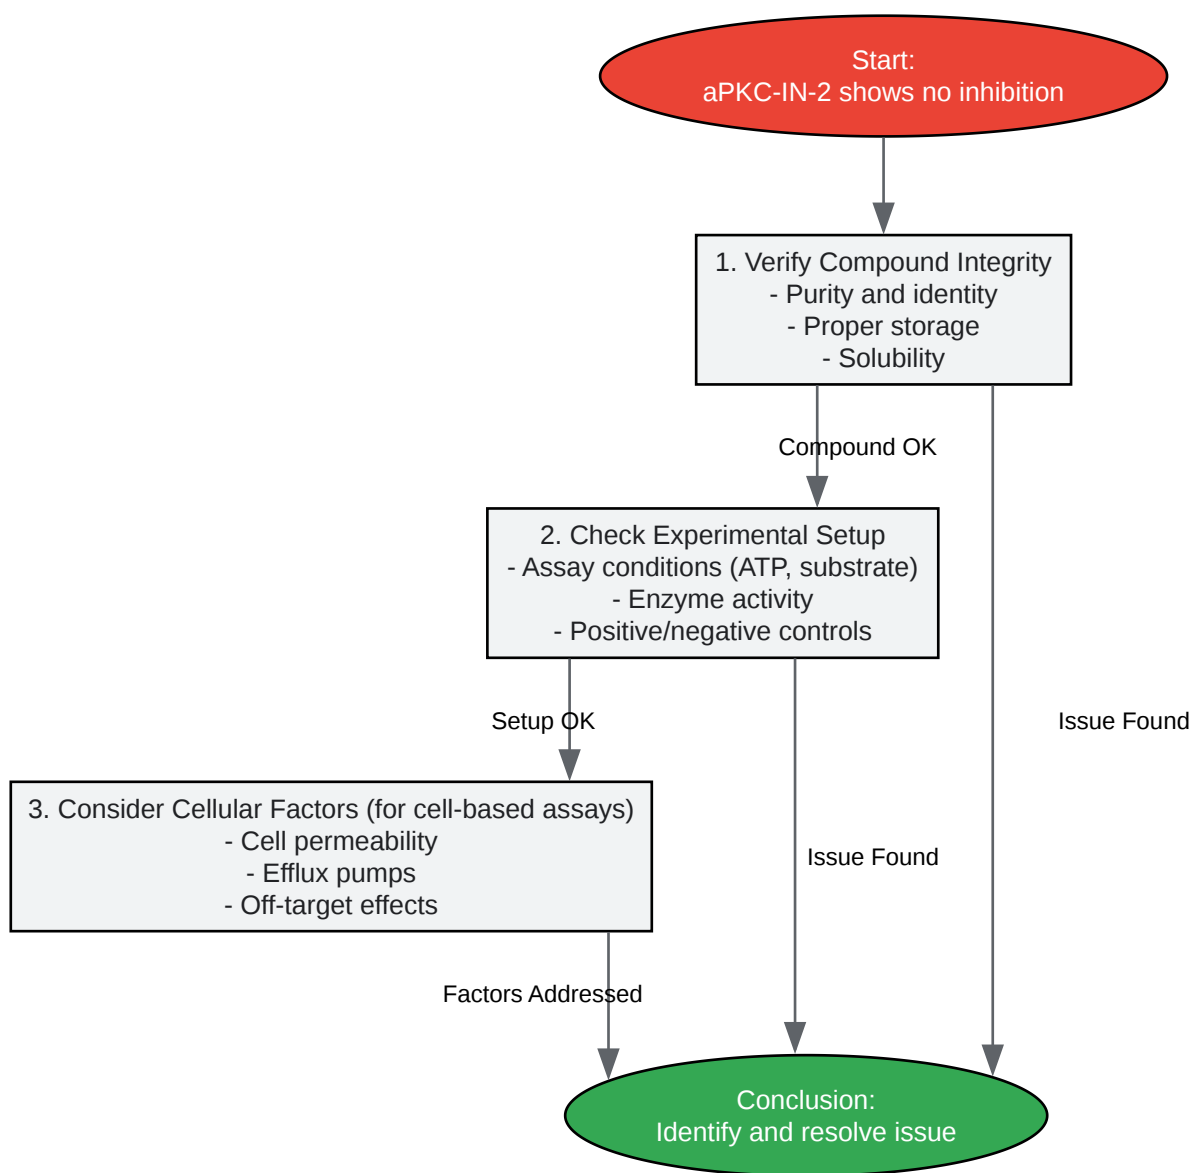 Start:
aPKC-IN-2 shows no inhibition
1. Verify Compound Integrity
- Purity and identity
- Proper storage
- Solubility
Compound OK
2. Check Experimental Setup
- Assay conditions (ATP, substrate)
- Enzyme activity
- Positive/negative controls
Setup OK
Issue Found
3. Consider Cellular Factors (for cell-based assays)
- Cell permeability
- Efflux pumps
- Off-target effects
Issue Found
Factors Addressed
Conclusion:
Identify and resolve issue